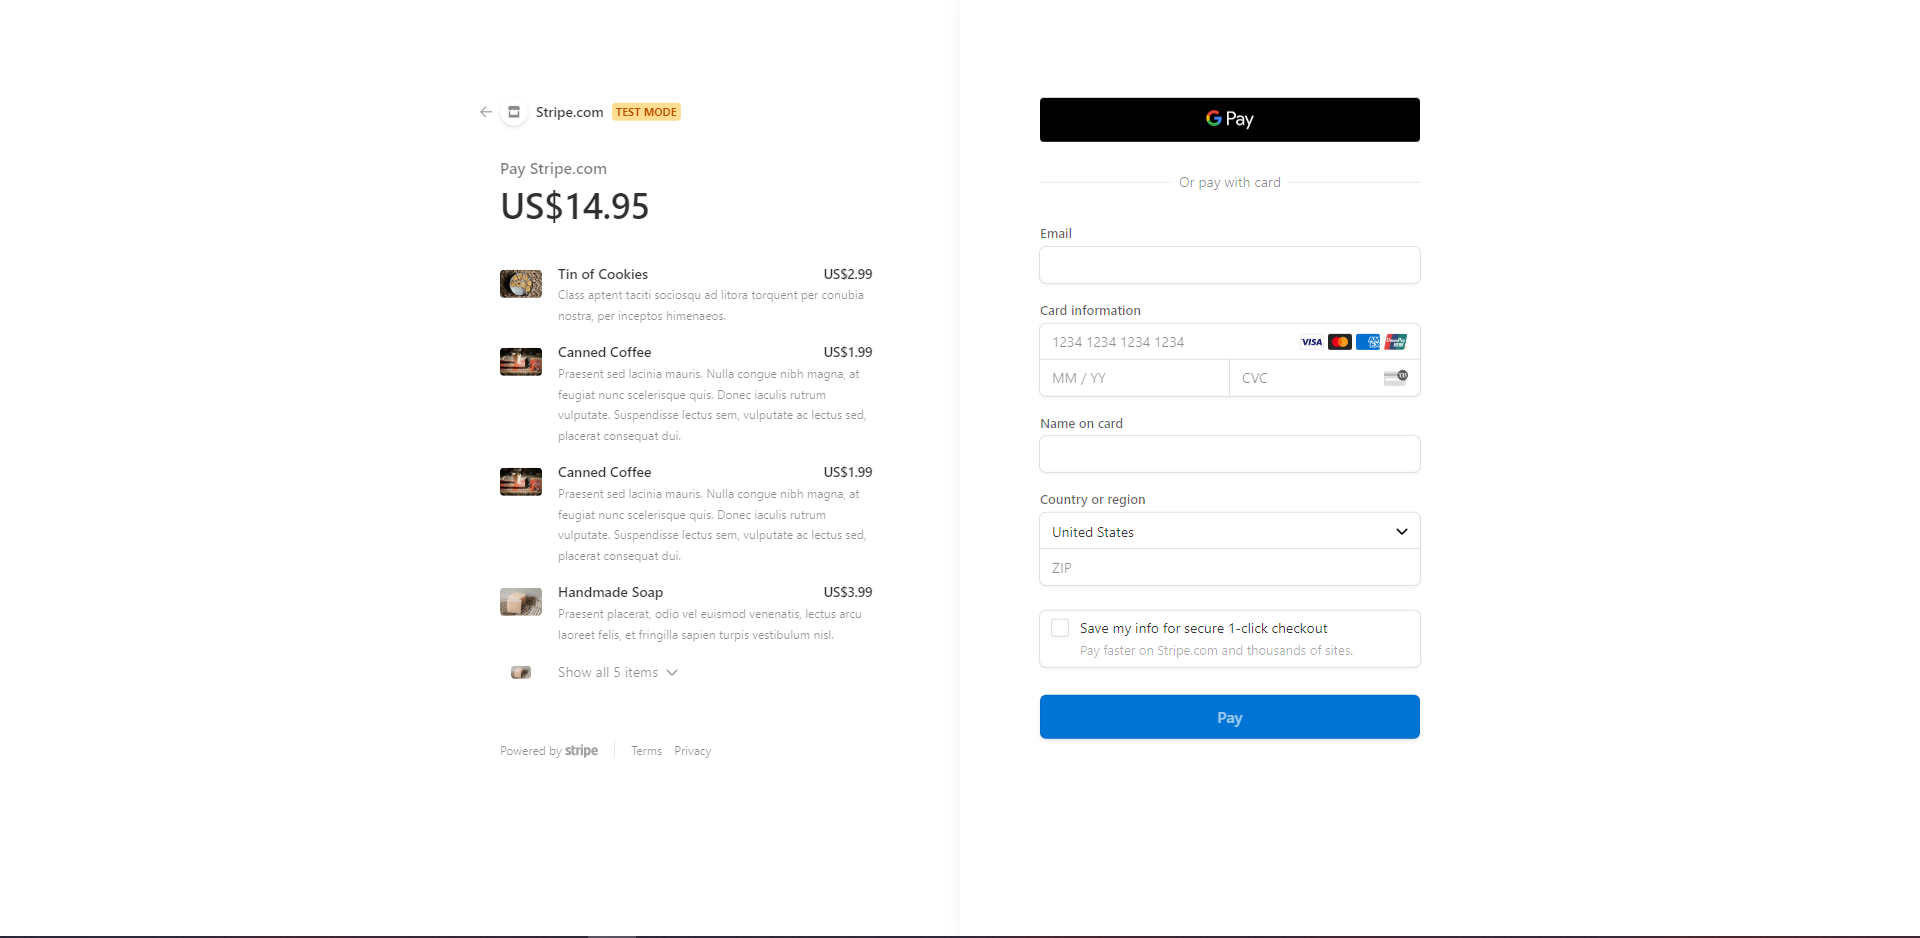 Stripe.com TEST MODE
Pay Stripe.com
US$14.95
Tin of Cookies US$2.99
Class aptent taciti sociosqu ad litora torquent per conubia
nostra, per inceptos himenaeos.
Canned Coffee US$1.99
Praesent sed lacinia mauris. Nulla congue nibh magna, at
feugiat nunc scelerisque quis. Donec iaculis rutrum
vulputate. Suspendisse lectus sem, vulputate ac lectus sed,
placerat consequat dui.
Canned Coffee US$1.99
Praesent sed lacinia mauris. Nulla congue nibh magna, at
feugiat nunc scelerisque quis. Donec iaculis rutrum
vulputate. Suspendisse lectus sem, vulputate ac lectus sed,
placerat consequat dui.
Handmade Soap US$3.99
Praesent placerat, odio vel euismod venenatis, lectus arcu
laoreet felis, et fringilla sapien turpis vestibulum nisl.
Show all 5 items
Powered by stripe Terms Privacy
G Pay
Or pay with card
Email
Card information
1234 1234 1234 1234 VISA
MM / YY CVC
Name on card
Country or region
United States
ZIP
Save my info for secure 1-click checkout
Pay faster on Stripe.com and thousands of sites.
Pay